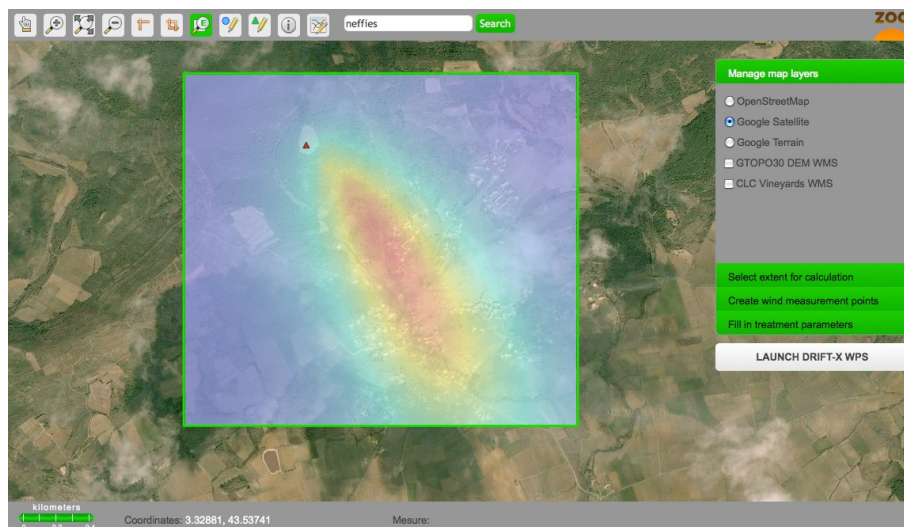 neffies
Search
ZOO
Manage map layers
OpenStreetMap
Google Satellite
Google Terrain
GTOPO30 DEM WMS
CLC Vineyards WMS
Select extent for calculation
Create wind measurement points
Fill in treatment parameters
LAUNCH DRIFT-X WPS
kilometers
Coordinates: 3.32881, 43.53741
Mesure: